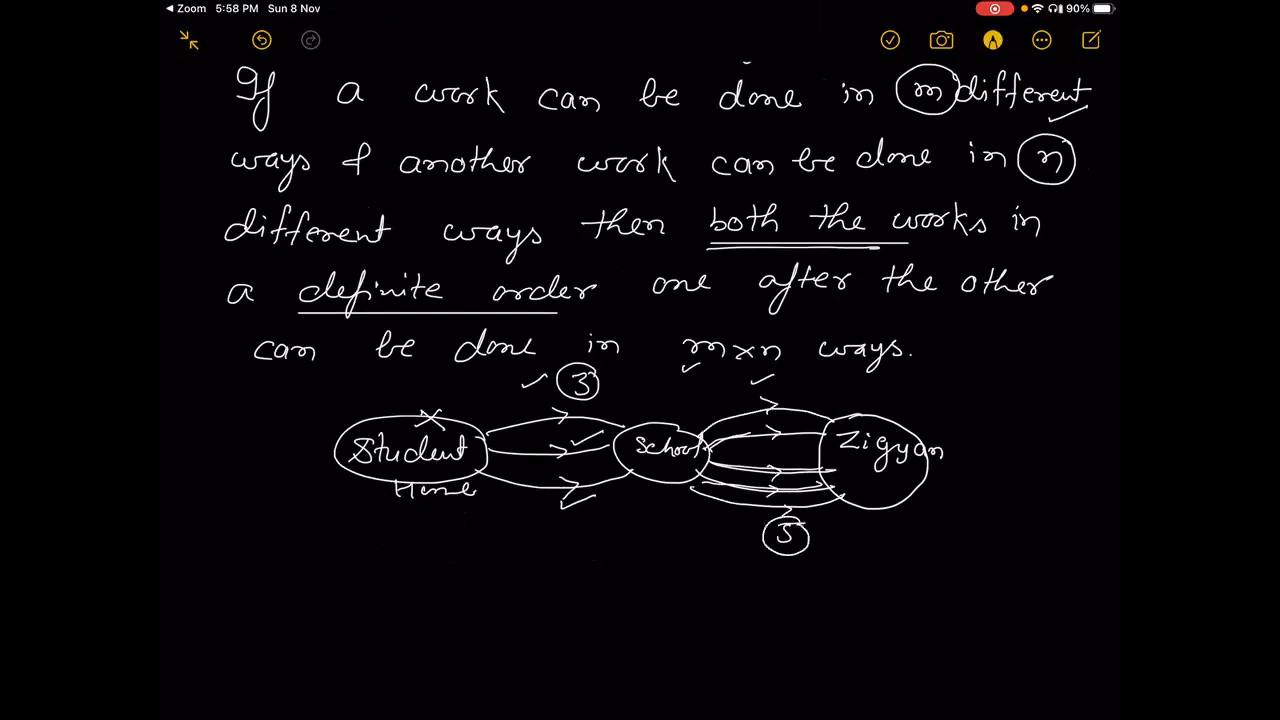 Zoom 5:58 PM Sun 8 Nov 90%
If a work can be done in m different
ways & another work can be done in n
different ways then both the works in
a definite order one after the other
can be done in m×n ways.
3
Student School Zigyan
Home
5